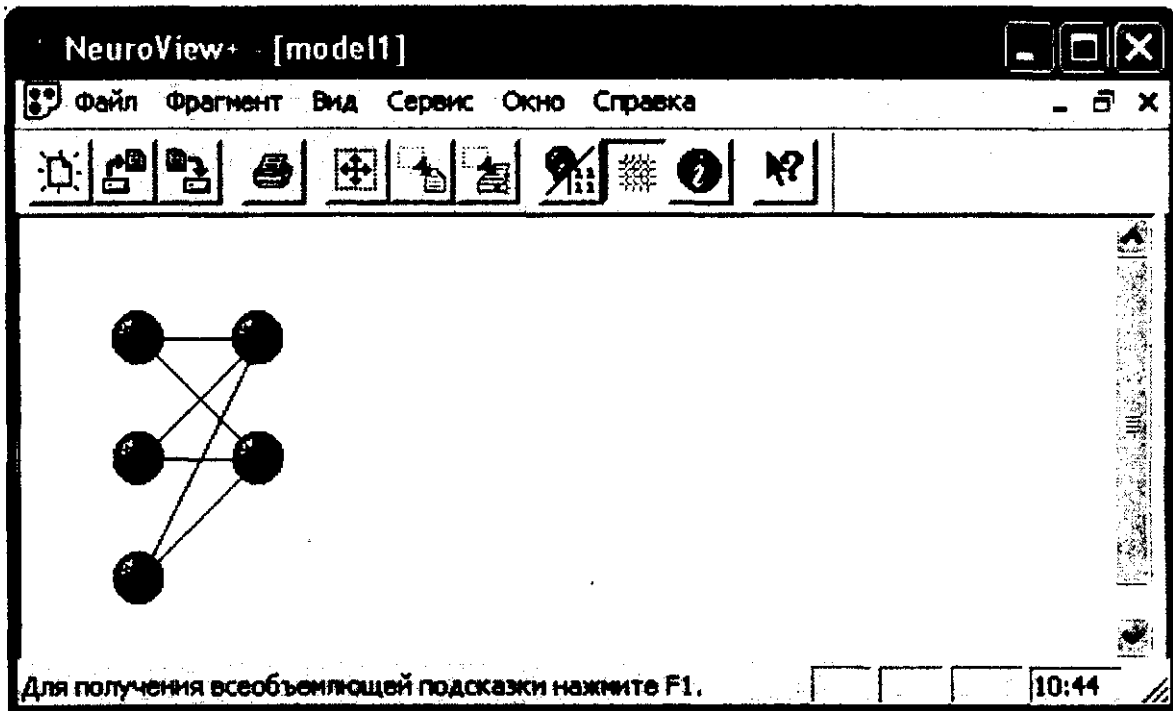 NeuroView+ - [model1]
Файл Фрагмент Вид Сервис Окно Справка
Для получения всеобъемлющей подсказки нажмите F1.
10:44